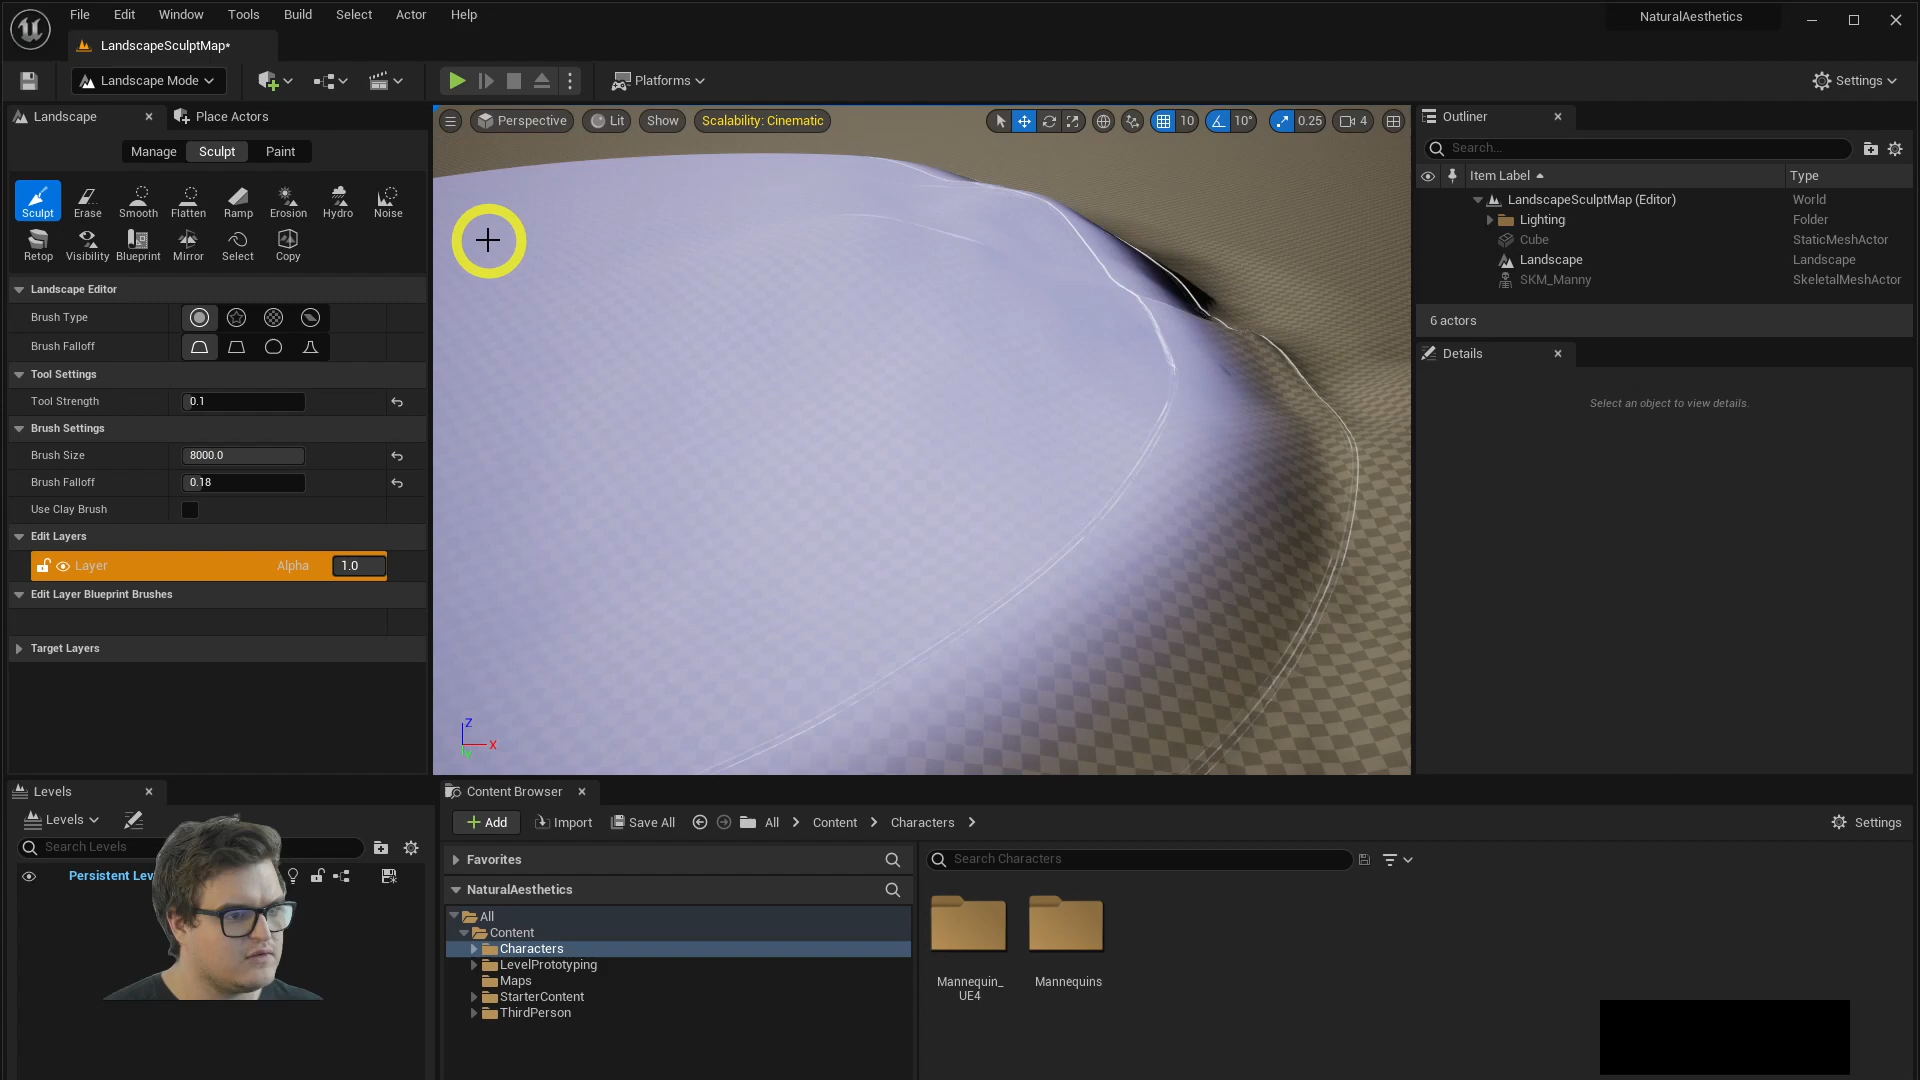 File Edit Window Tools Build Select Actor Help
NaturalAesthetics
LandscapeSculptMap*
Landscape Mode
Platforms
Settings
Landscape
Place Actors
Manage Sculpt Paint
Sculpt Erase Smooth Flatten Ramp Erosion Hydro Noise
Retop Visibility Blueprint Mirror Select Copy
Landscape Editor
Brush Type
Brush Falloff
Tool Settings
Tool Strength 0.1
Brush Settings
Brush Size 8000.0
Brush Falloff 0.18
Use Clay Brush
Edit Layers
Layer Alpha 1.0
Edit Layer Blueprint Brushes
Target Layers
Perspective Lit Show Scalability: Cinematic
10 10° 0.25 4
Z
X
Outliner
Search...
Item Label Type
LandscapeSculptMap (Editor) World
Lighting Folder
Cube StaticMeshActor
Landscape Landscape
SKM_Manny SkeletalMeshActor
6 actors
Details
Select an object to view details.
Levels
Levels
Search Levels
Persistent Lev
Content Browser
Add Import Save All All Content Characters
Settings
Favorites
NaturalAesthetics
All
Content
Characters
LevelPrototyping
Maps
StarterContent
ThirdPerson
Search Characters
Mannequin_
UE4
Mannequins